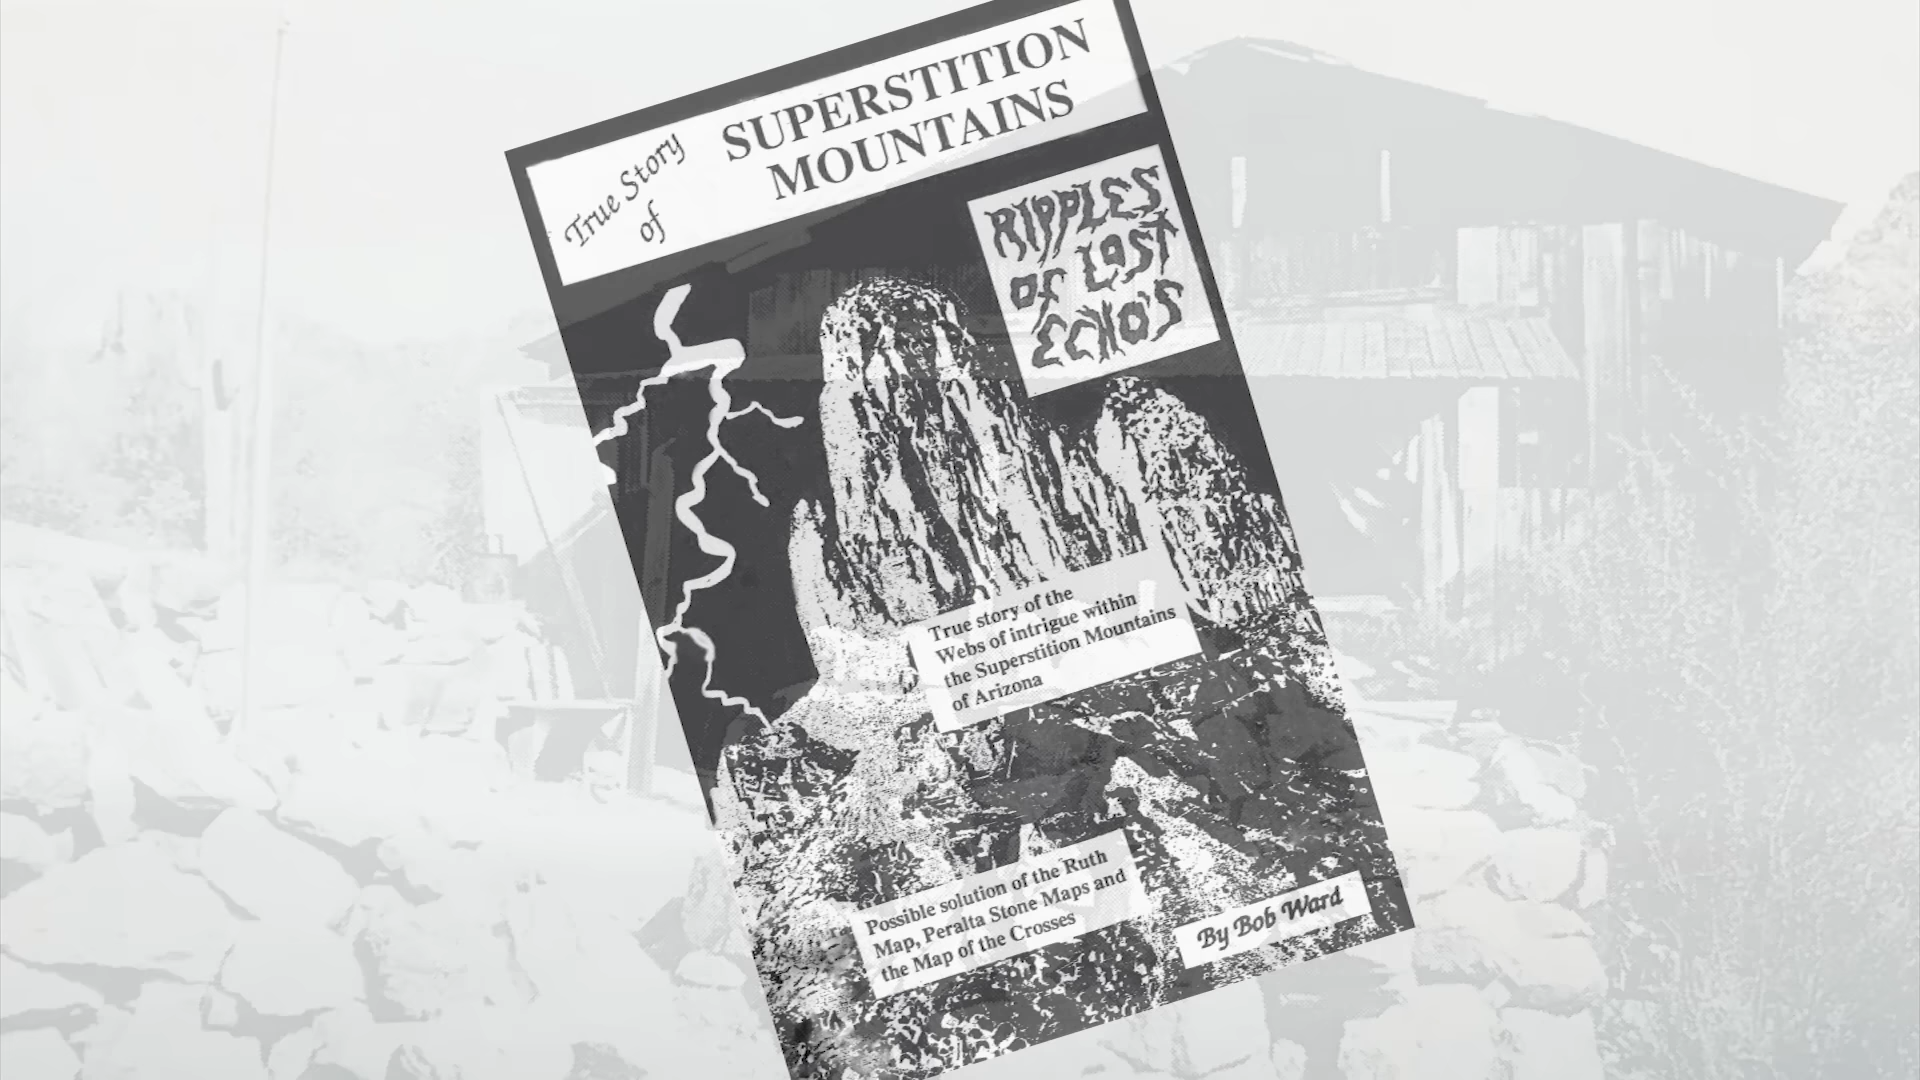 True Story
of
SUPERSTITION
MOUNTAINS
RIPPLES
OF LOST
ECHO'S
True story of the
Webs of intrigue within
the Superstition Mountains
of Arizona
Possible solution of the Ruth
Map, Peralta Stone Maps and
the Map of the Crosses
By Bob Ward